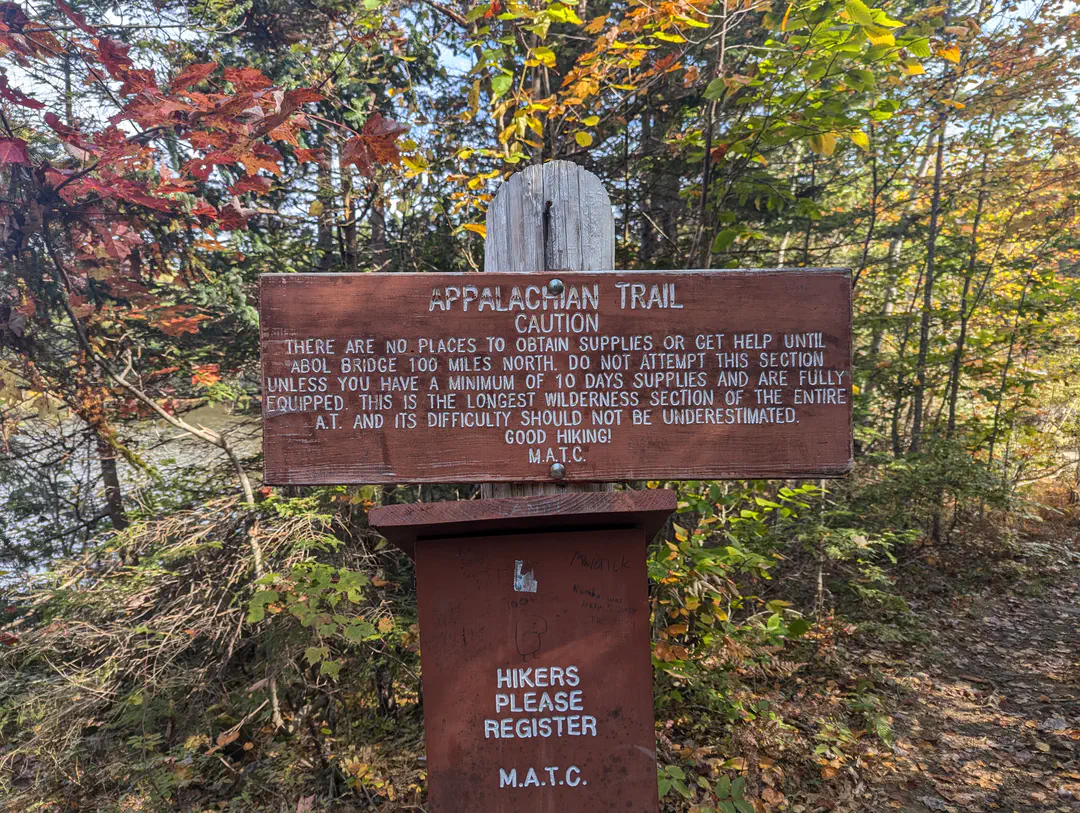 APPALACHIAN TRAIL
CAUTION
THERE ARE NO PLACES TO OBTAIN SUPPLIES OR GET HELP UNTIL
ABOL BRIDGE 100 MILES NORTH. DO NOT ATTEMPT THIS SECTION
UNLESS YOU HAVE A MINIMUM OF 10 DAYS SUPPLIES AND ARE FULLY
EQUIPPED. THIS IS THE LONGEST WILDERNESS SECTION OF THE ENTIRE
A.T. AND ITS DIFFICULTY SHOULD NOT BE UNDERESTIMATED.
GOOD HIKING!
M.A.T.C.
Maverick
HIKERS
PLEASE
REGISTER
M.A.T.C.